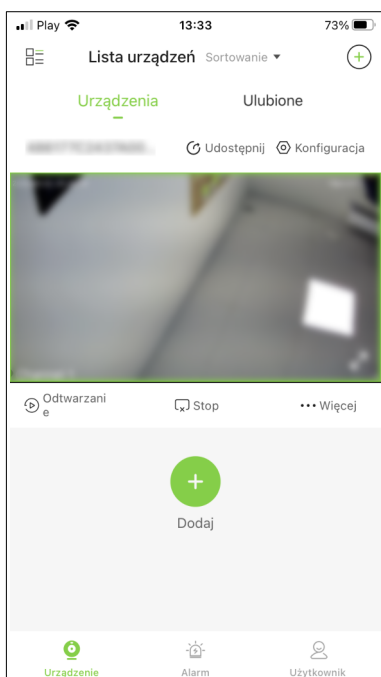 Play 13:33 73%
Lista urządzeń Sortowanie
Urządzenia Ulubione
Udostępnij Konfiguracja
Odtwarzani
e
Stop
Więcej
Dodaj
Urządzenie Alarm Użytkownik